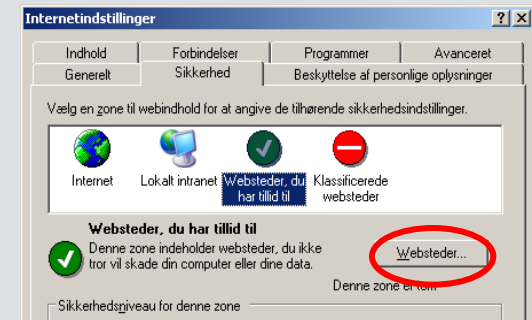 Internetindstillinger
Indhold Forbindelser Programmer Avanceret
Generelt Sikkerhed Beskyttelse af personlige oplysninger
Vælg en zone til webindhold for at angive de tilhørende sikkerhedsindstillinger.
Internet Lokalt intranet Websteder, du har tillid til Klassificerede websteder
Websteder, du har tillid til
Denne zone indeholder websteder, du ikke
tror vil skade din computer eller dine data.
Websteder...
Denne zone er tom
Sikkerhedsniveau for denne zone